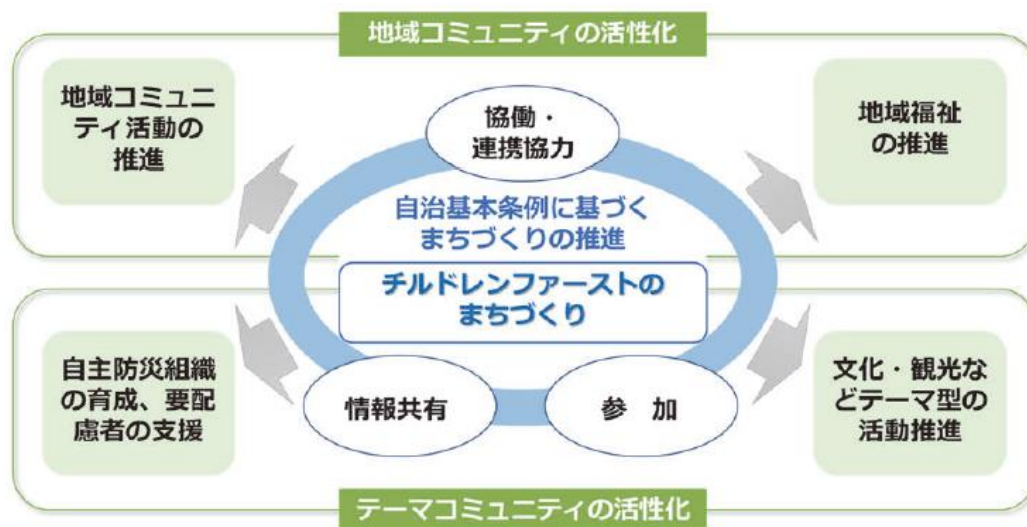 地域コミュニティの活性化
地域コミュニ
ティ活動の
推進
協働・
連携協力
地域福祉
の推進
自治基本条例に基づく
まちづくりの推進
チルドレンファーストの
まちづくり
自主防災組織
の育成、要配
慮者の支援
情報共有
参　加
文化・観光な
どテーマ型の
活動推進
テーマコミュニティの活性化